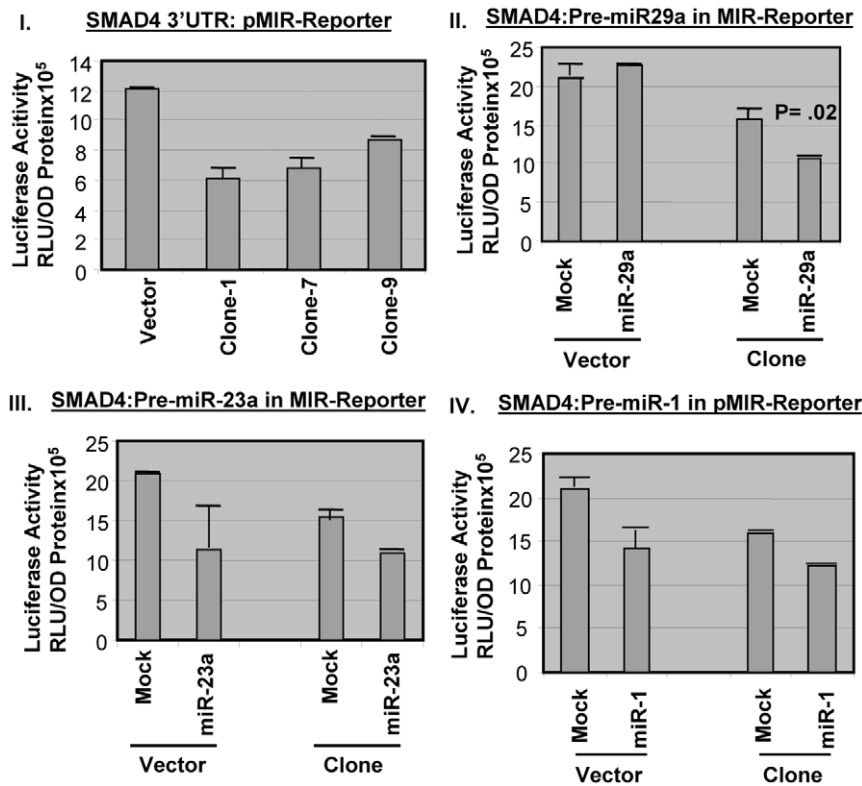 I. SMAD4 3’UTR: pMIR-Reporter
Luciferase Acitivity
RLU/OD Proteinx10⁵
14
12
10
8
6
4
2
0
Vector
Clone-1
Clone-7
Clone-9
II. SMAD4:Pre-miR29a in MIR-Reporter
Luciferase Activity
RLU/OD Proteinx10⁵
25
20
15
10
5
0
P= .02
Mock
miR-29a
Mock
miR-29a
Vector
Clone
III. SMAD4:Pre-miR-23a in MIR-Reporter
Luciferase Activity
RLU/OD Proteinx10⁵
25
20
15
10
5
0
Mock
miR-23a
Mock
miR-23a
Vector
Clone
IV. SMAD4:Pre-miR-1 in pMIR-Reporter
Luciferase Activity
RLU/OD Proteinx10⁵
25
20
15
10
5
0
Mock
miR-1
Mock
miR-1
Vector
Clone